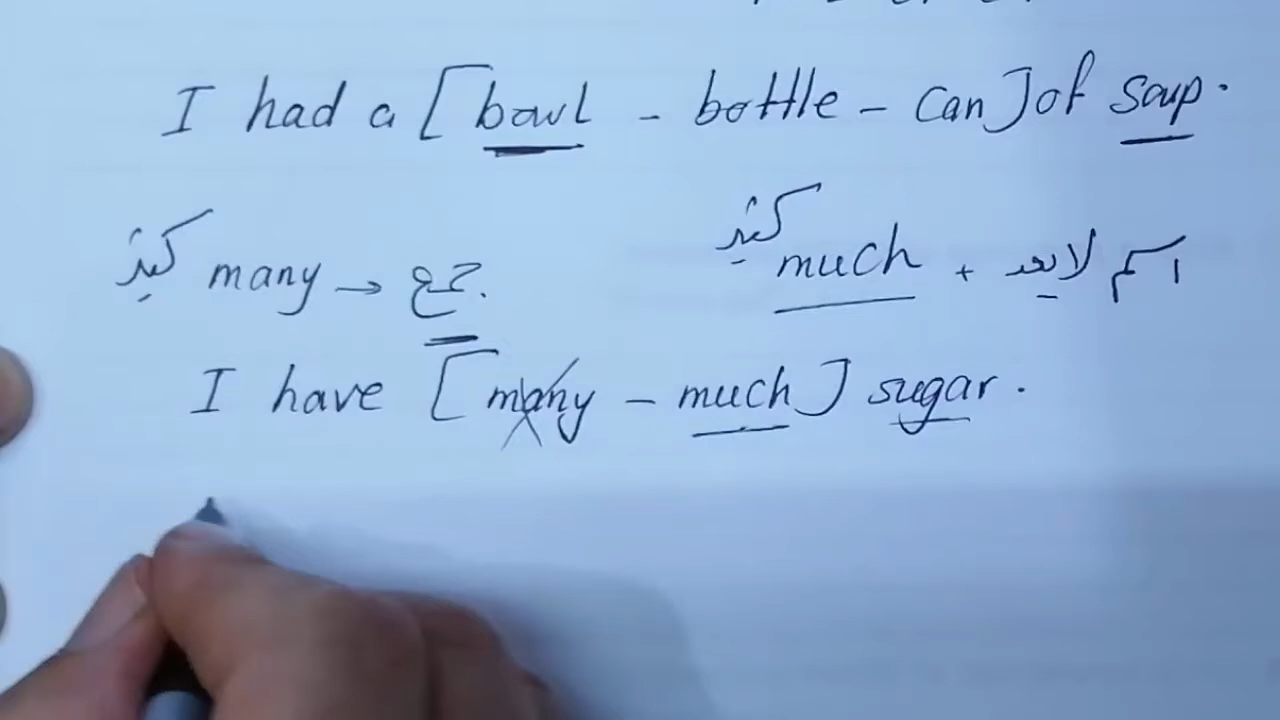 I had a [bowl - bottle - can] of soup.
كثير many → جمع. كثير much + اسم لا يعد
I have [many - much] sugar.